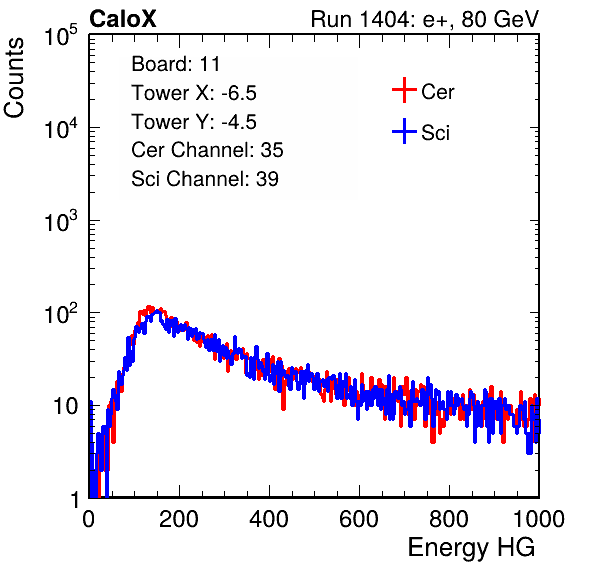 CaloX Run 1404: e+, 80 GeV
Counts
Board: 11
Tower X: -6.5
Tower Y: -4.5
Cer Channel: 35
Sci Channel: 39
Cer
Sci
10^5
10^4
10^3
10^2
10
1
0 200 400 600 800 1000
Energy HG